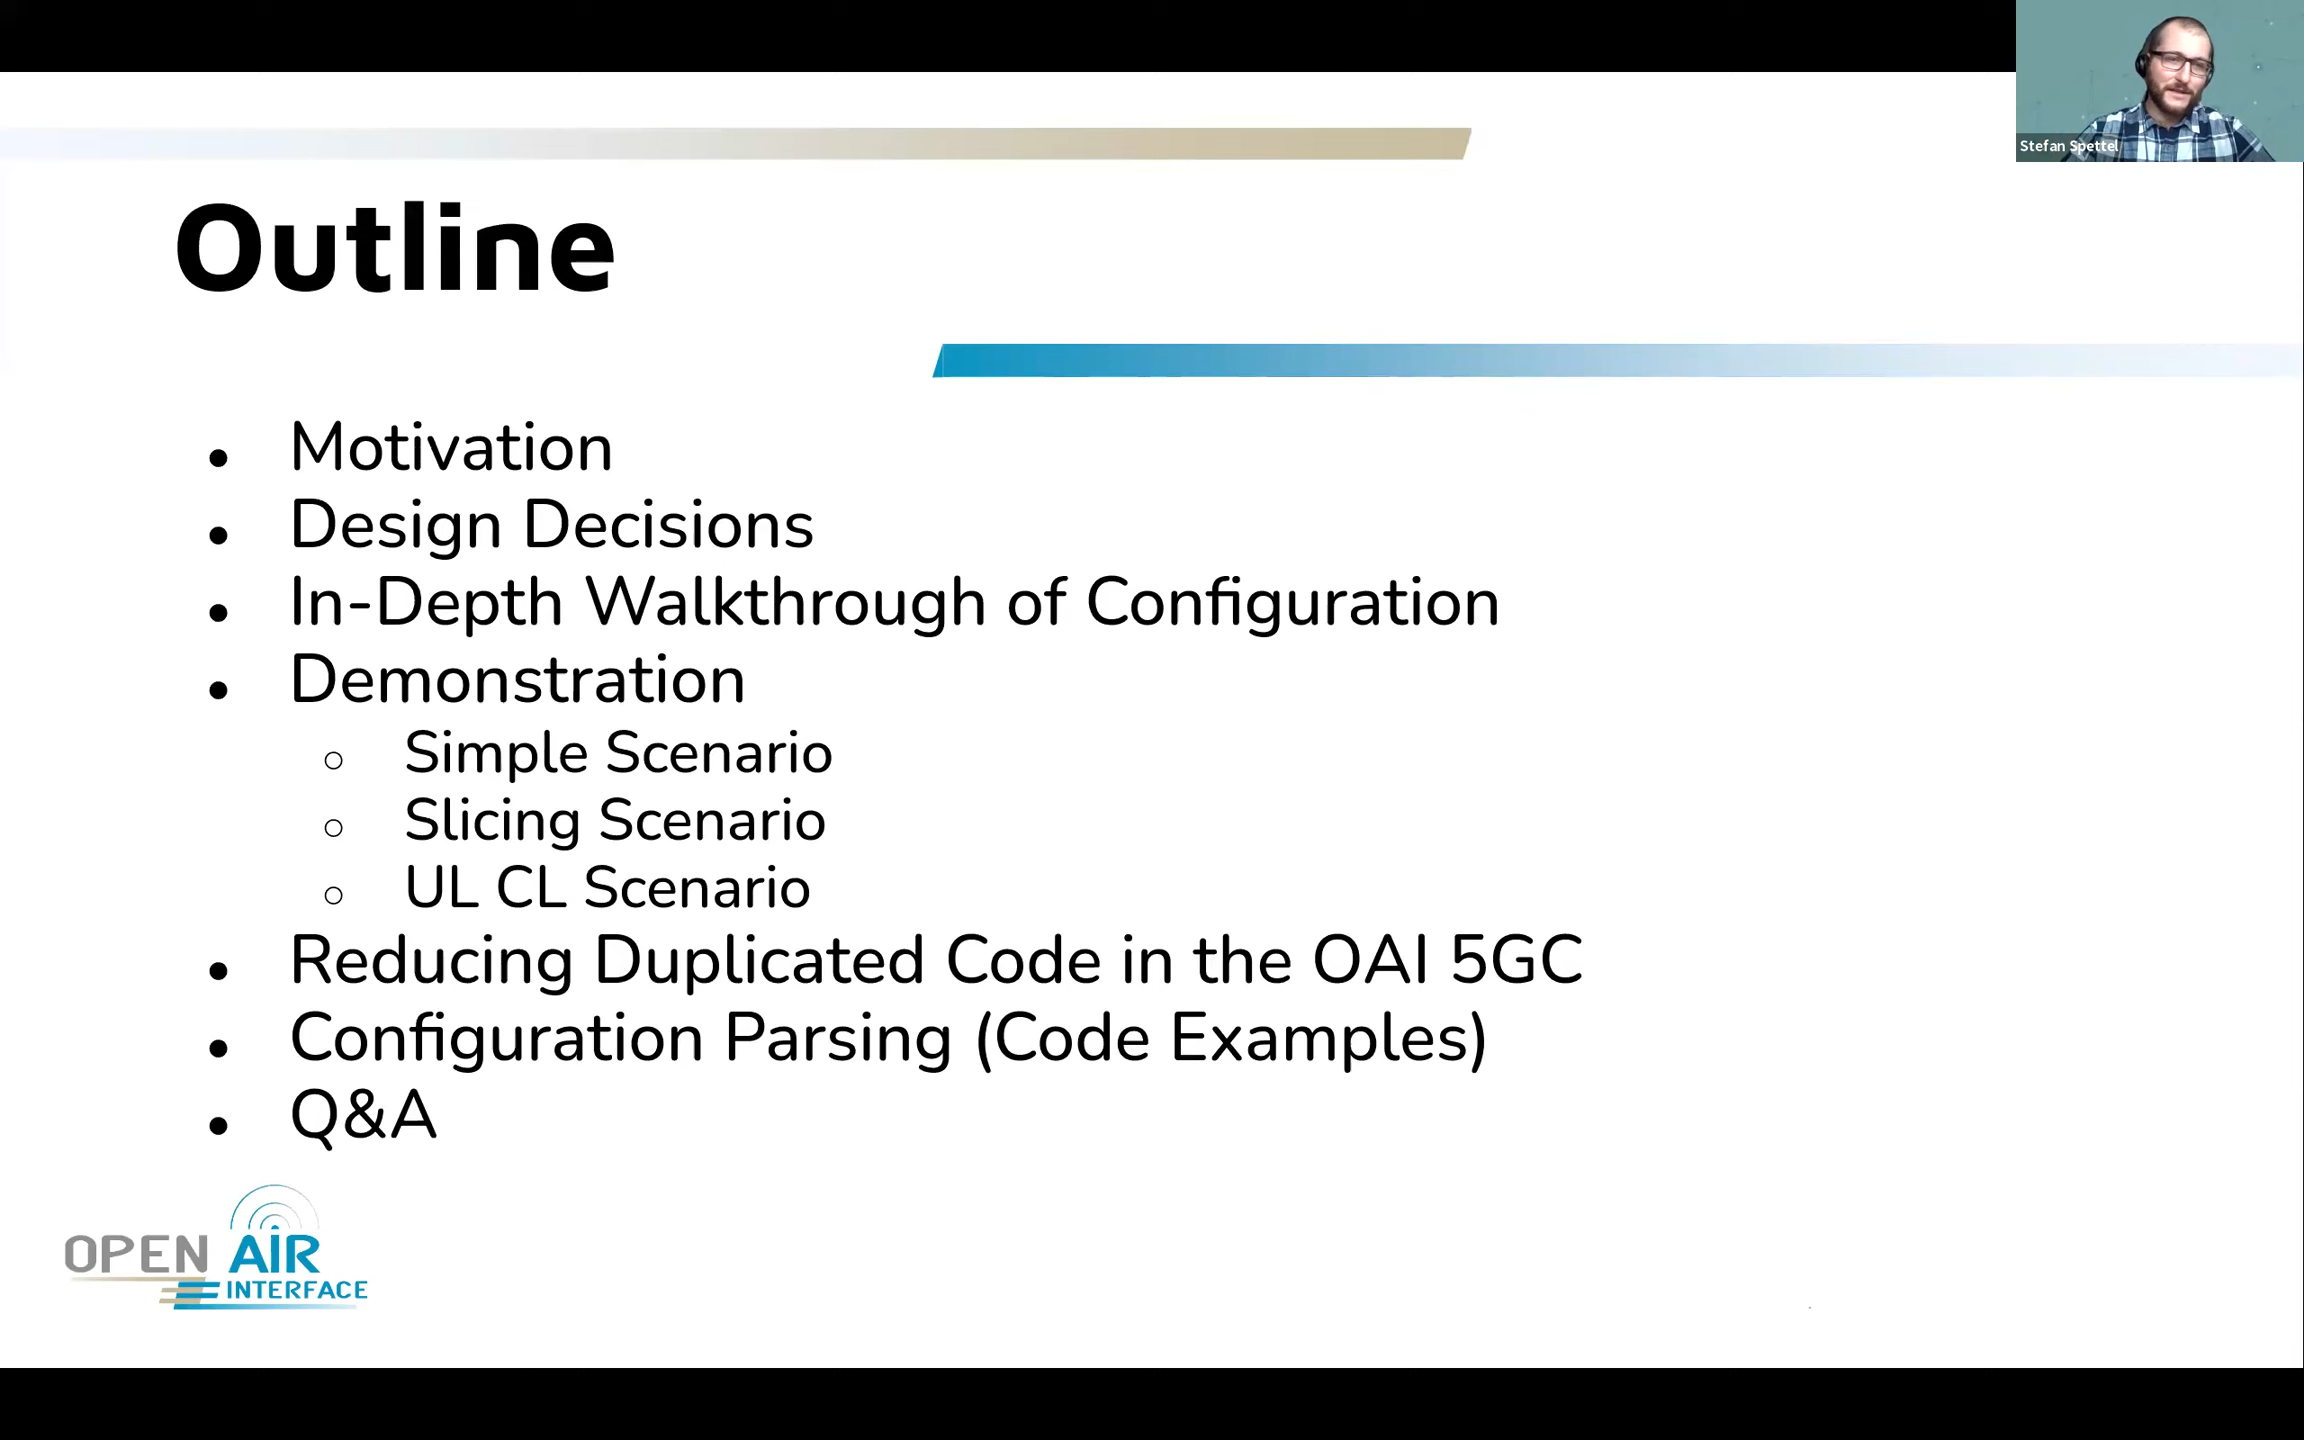 Stefan Spettel
Outline
• Motivation
• Design Decisions
• In-Depth Walkthrough of Configuration
• Demonstration
○ Simple Scenario
○ Slicing Scenario
○ UL CL Scenario
• Reducing Duplicated Code in the OAI 5GC
• Configuration Parsing (Code Examples)
• Q&A
OPEN AIR
INTERFACE